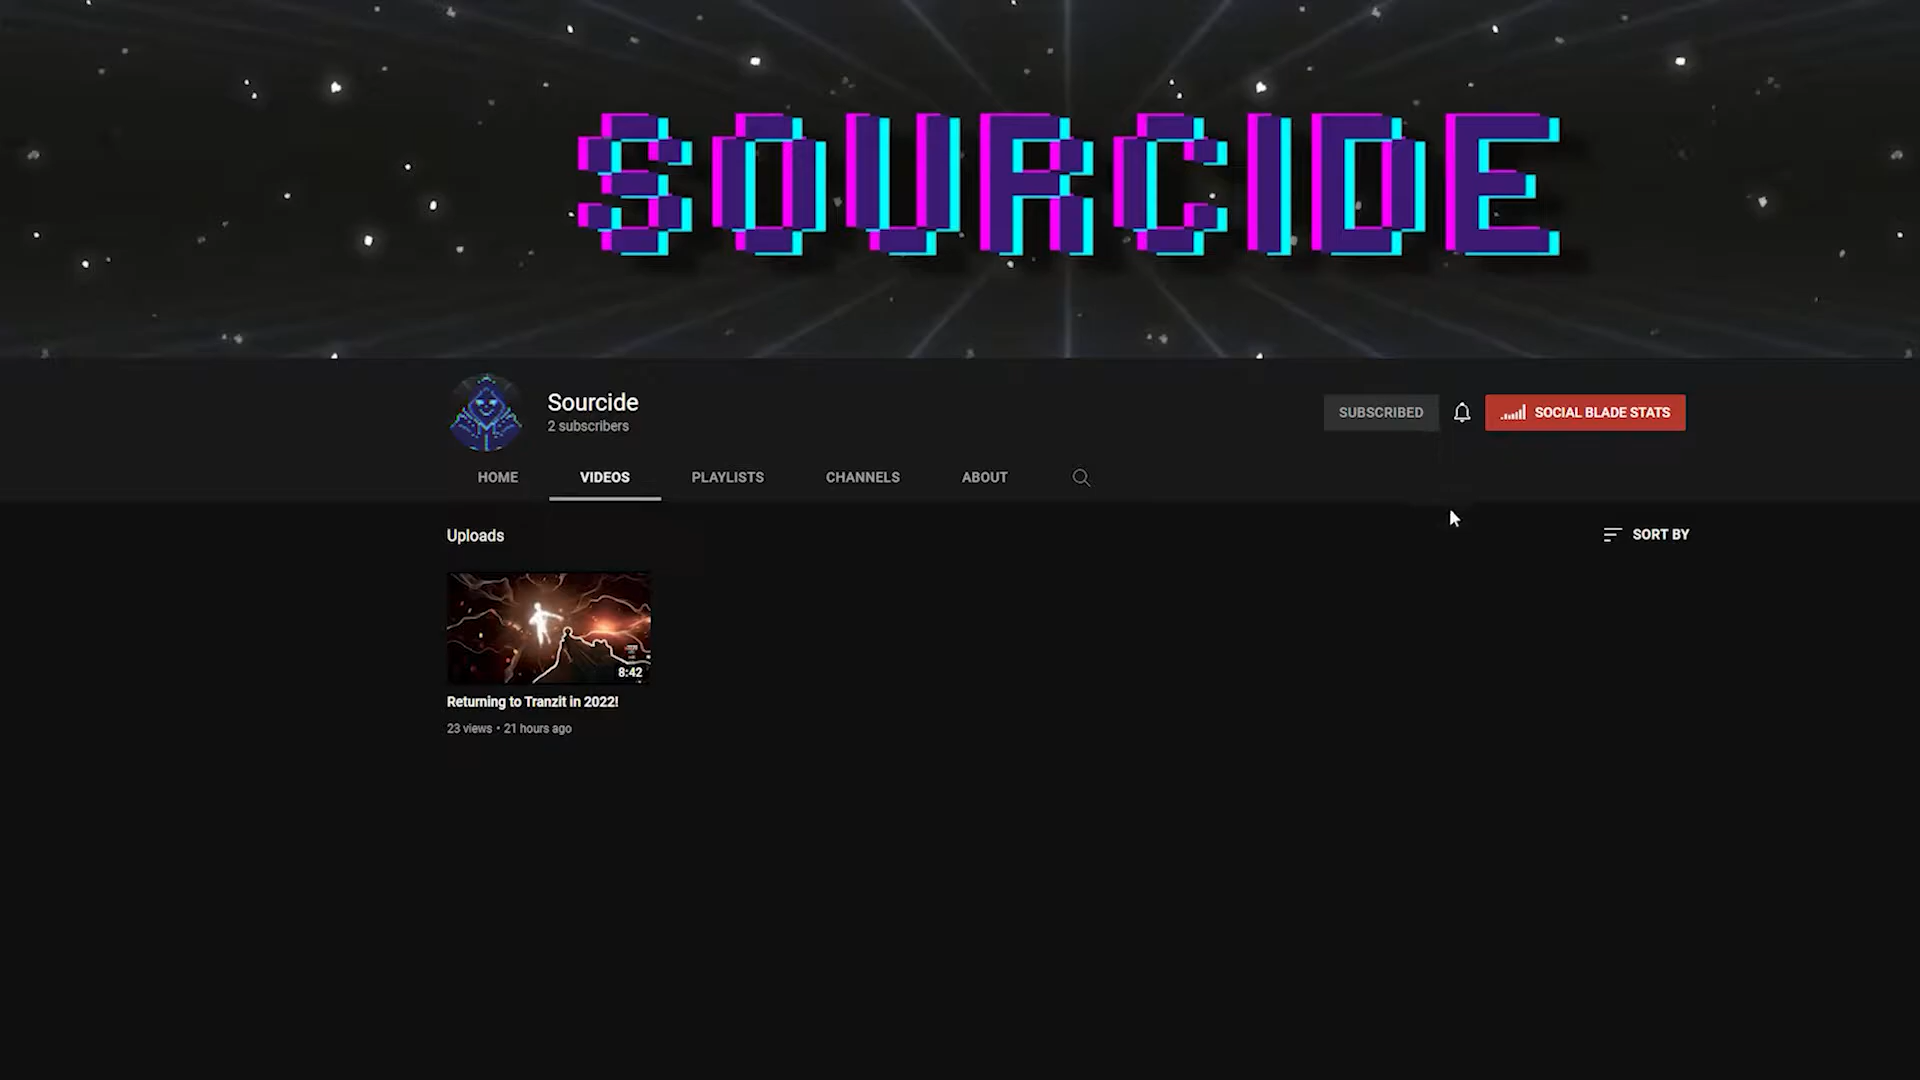 SOURCIDE
Sourcide
2 subscribers
SUBSCRIBED
SOCIAL BLADE STATS
HOME
VIDEOS
PLAYLISTS
CHANNELS
ABOUT
Uploads
SORT BY
8:42
Returning to Tranzit in 2022!
23 views • 21 hours ago